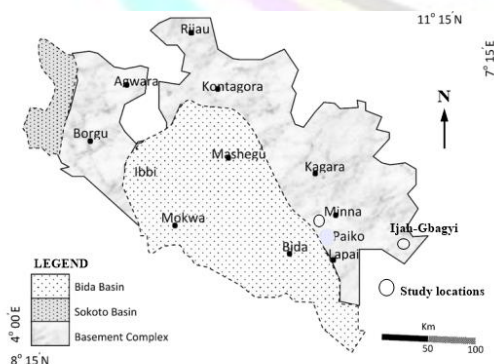 11° 15´ N
7° 15´ E
Rijau
N
Agwara
Kontagora
Borgu
Ibbi
Mashegu
Kagara
Mokwa
Minna
Ijah-Gbagyi
Paiko
Bida
Lapai
LEGEND
Bida Basin
Sokoto Basin
Basement Complex
Study locations
Km
50
100
4° 00´ E
8° 15´ N